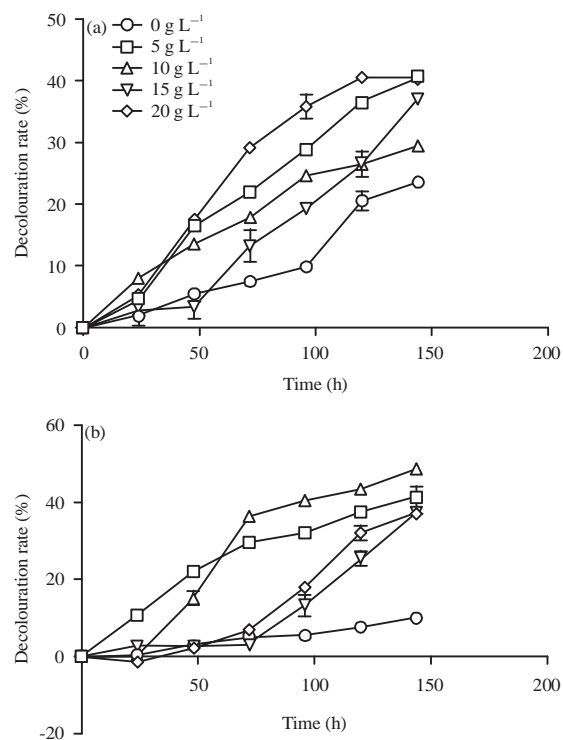 (a)
0 g L⁻¹
5 g L⁻¹
10 g L⁻¹
15 g L⁻¹
20 g L⁻¹
Decolouration rate (%)
50
40
30
20
10
0
0 50 100 150 200
Time (h)
(b)
Decolouration rate (%)
60
40
20
0
-20
50 100 150 200
Time (h)